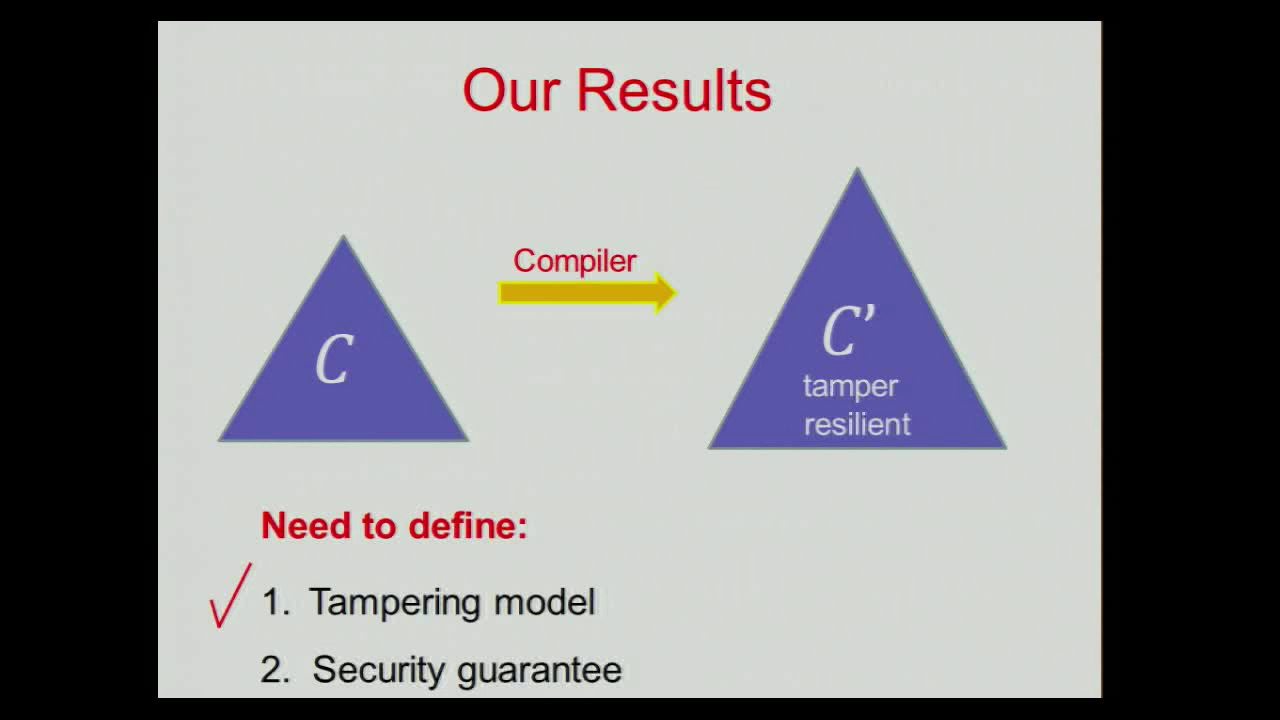 Our Results
Compiler
C
C’
tamper
resilient
Need to define:
1. Tampering model
2. Security guarantee